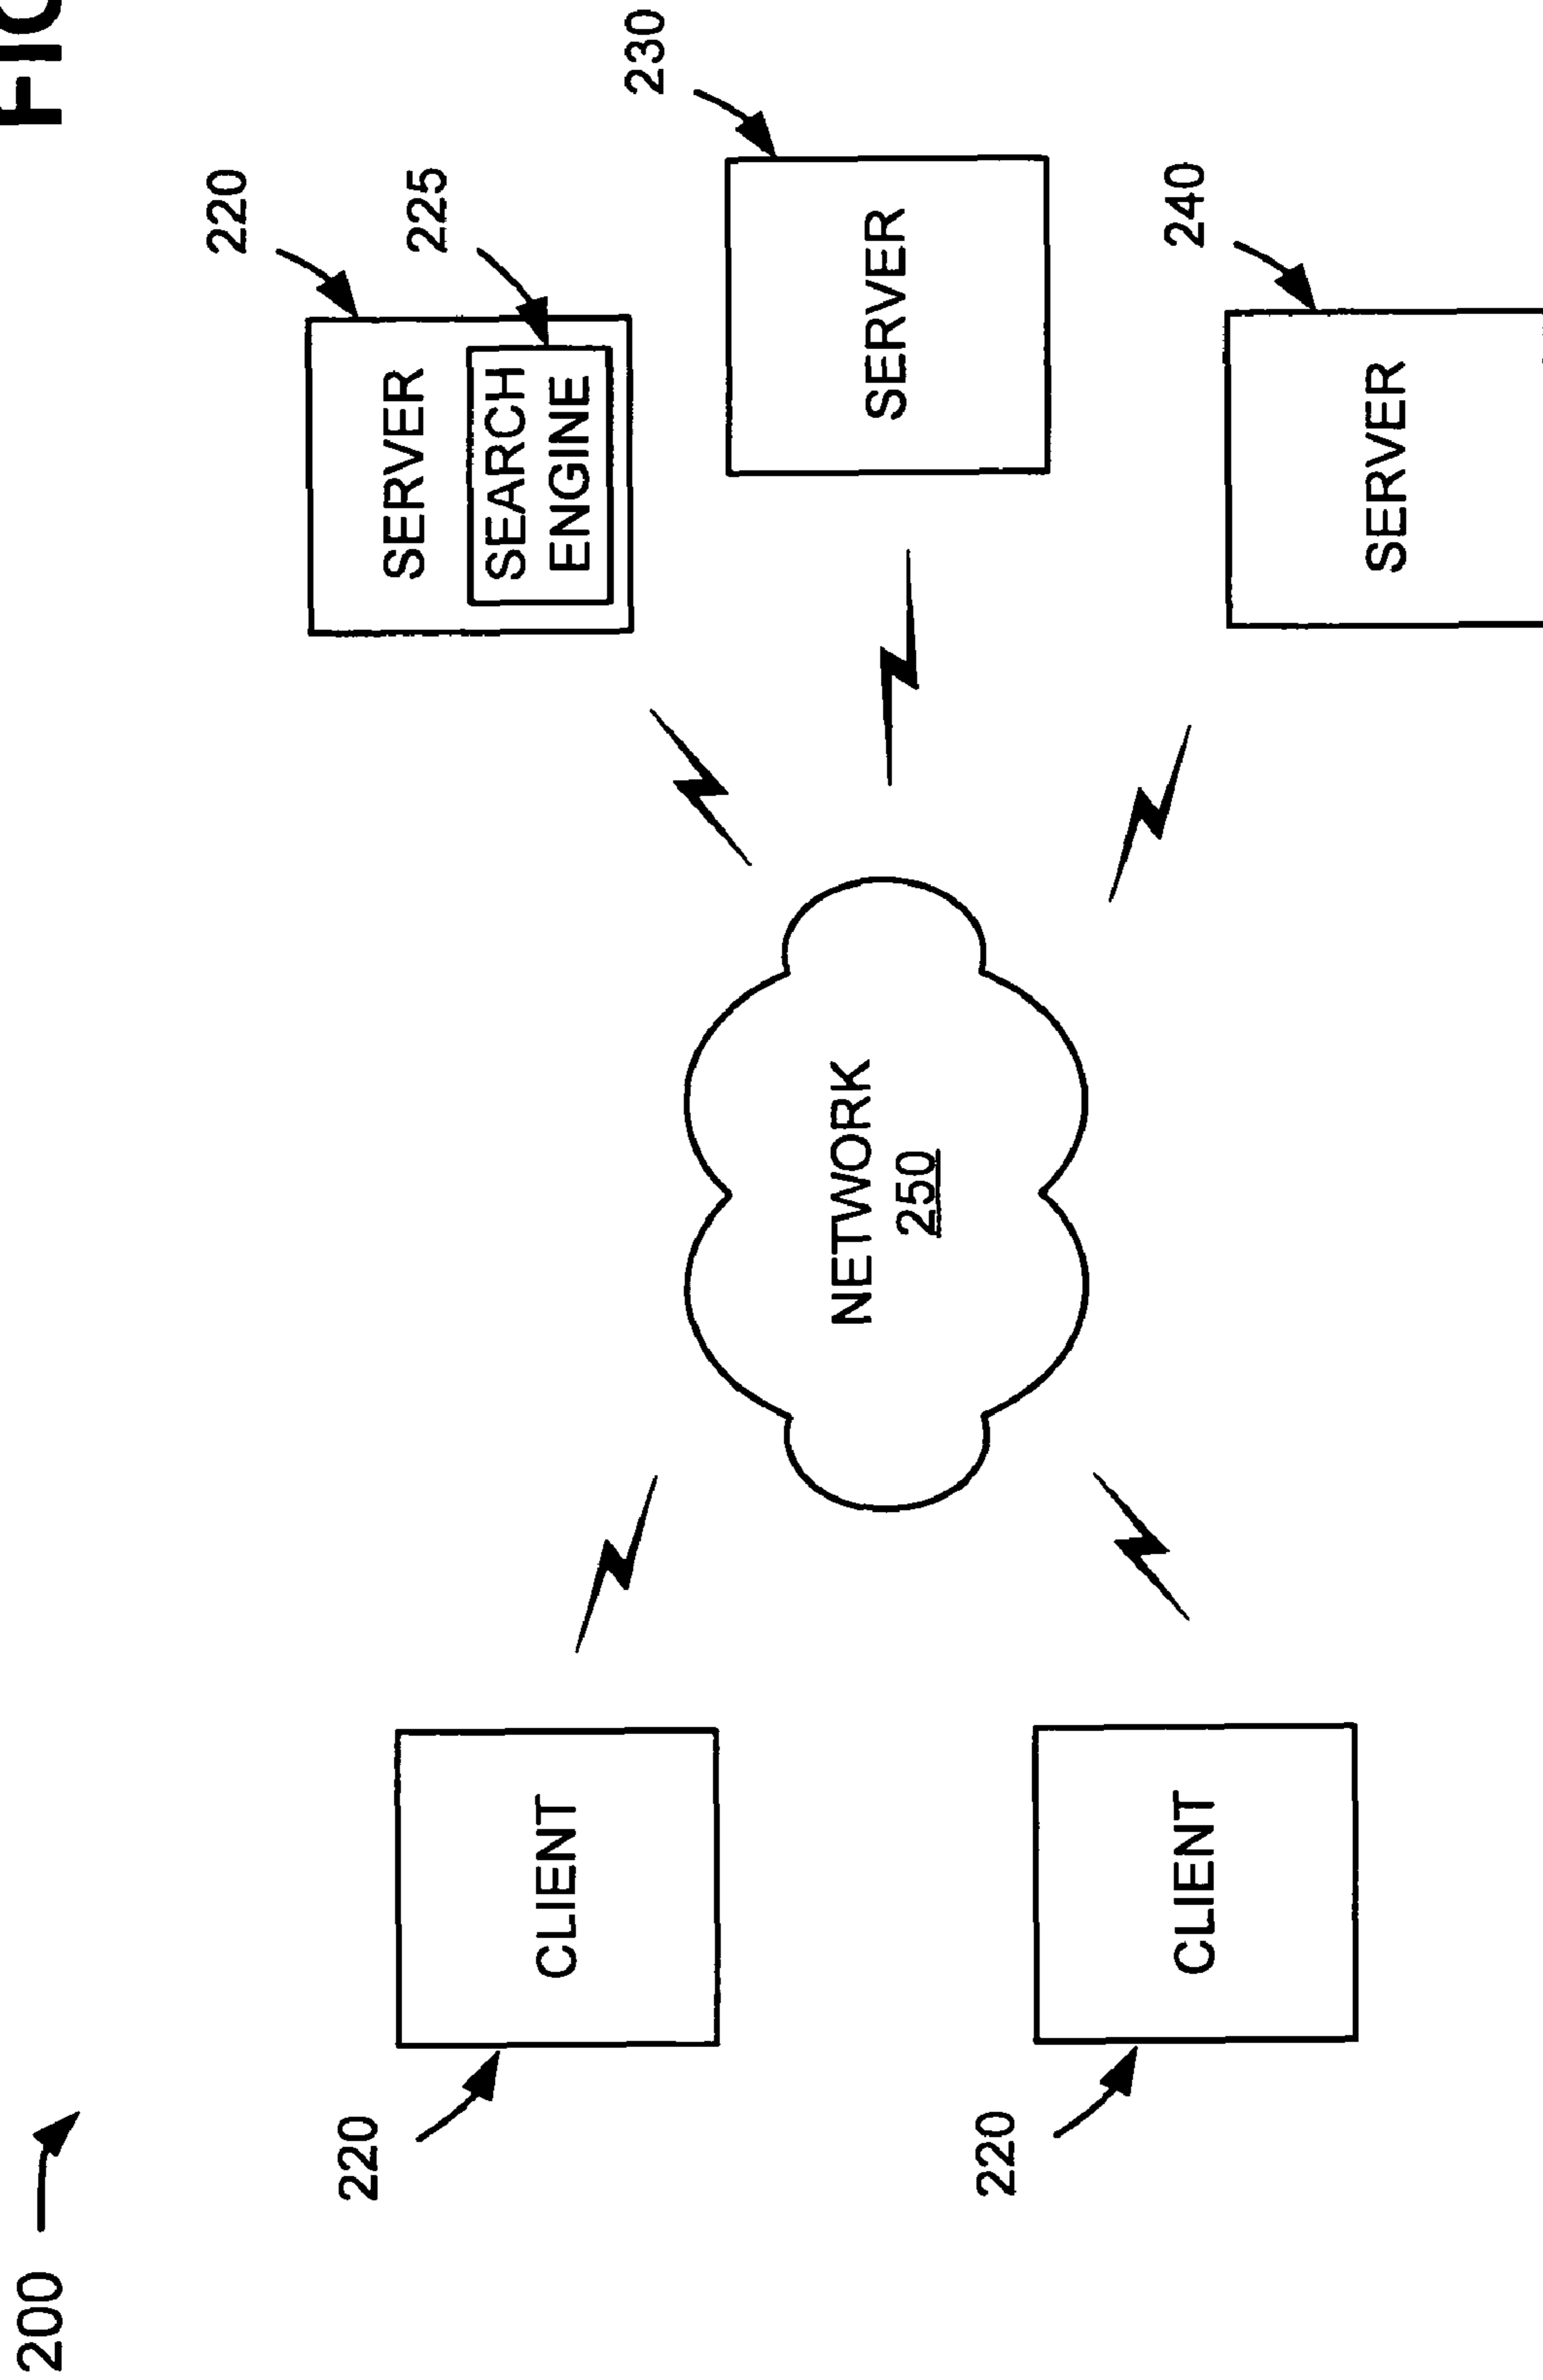 200
FIG
220
SERVER
225
SEARCH
ENGINE
220
CLIENT
230
SERVER
NETWORK
250
220
CLIENT
240
SERVER